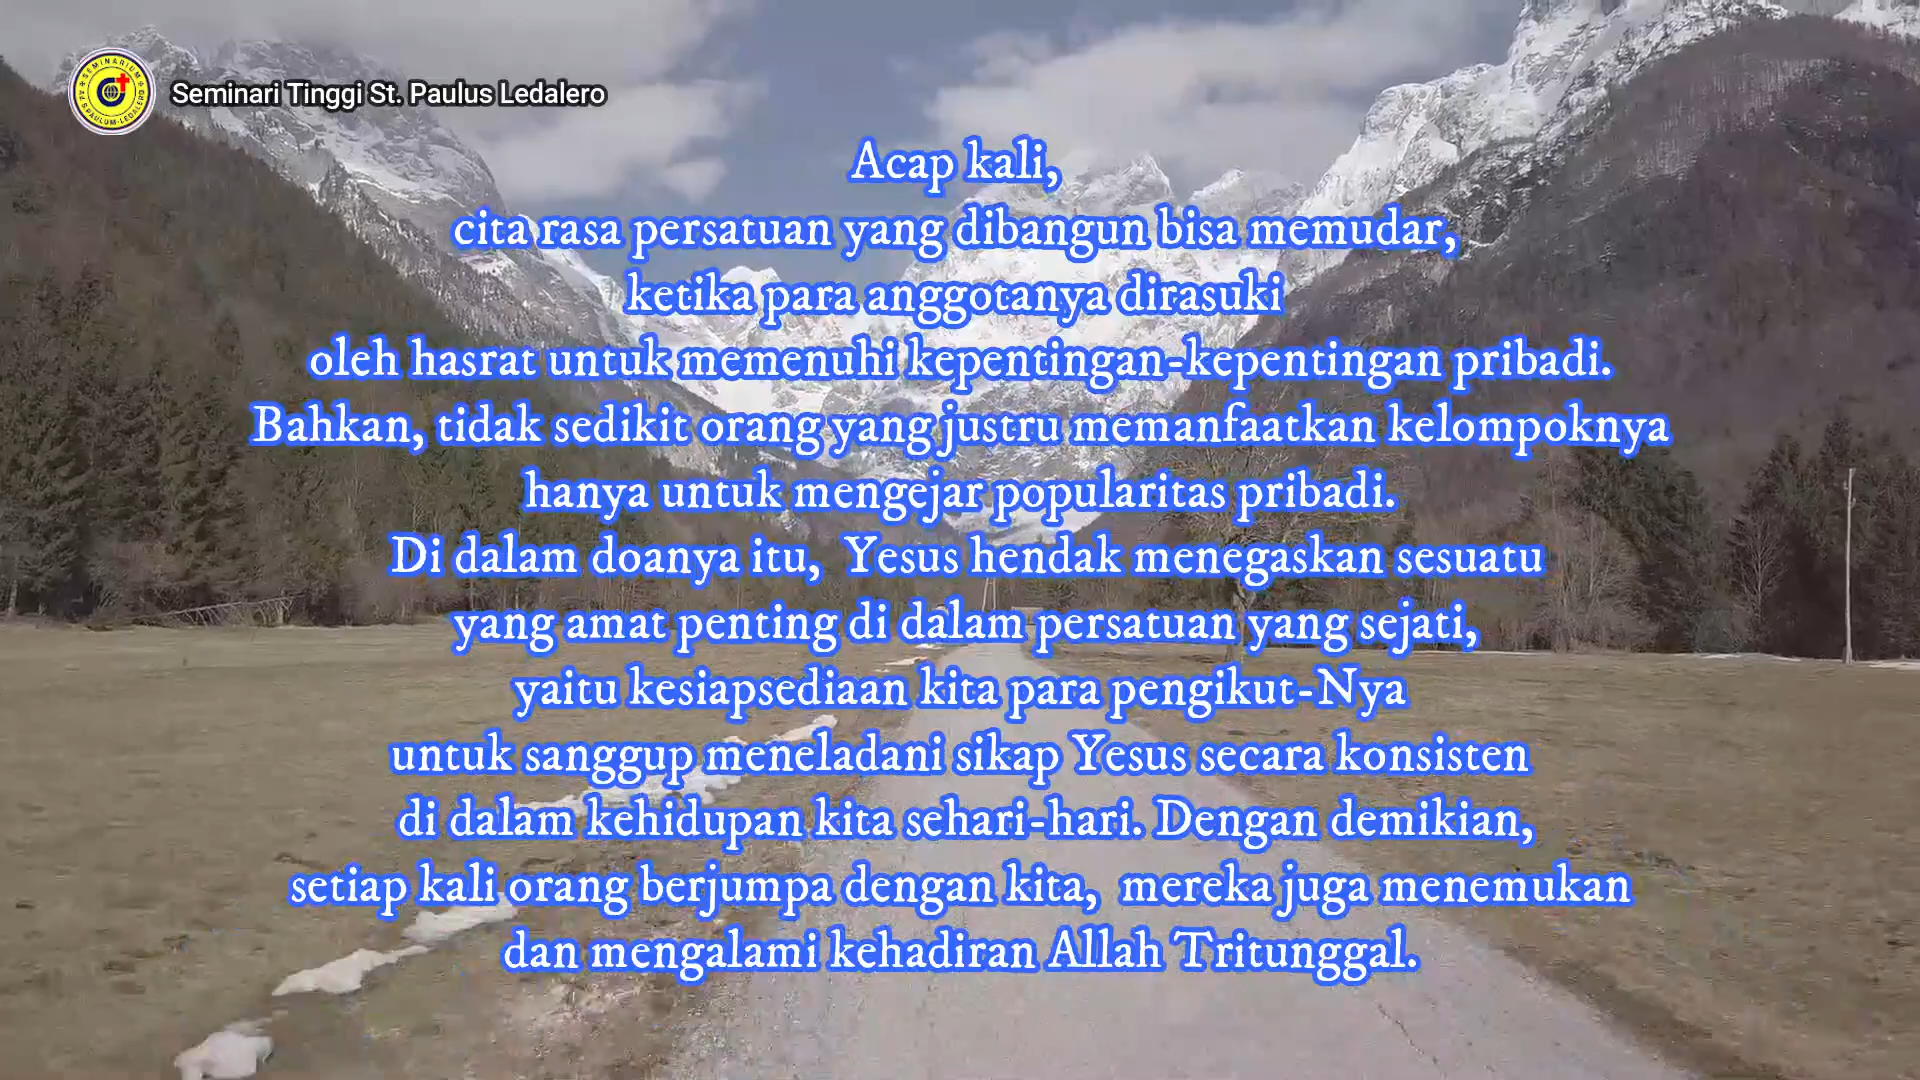 Seminari Tinggi St. Paulus Ledalero
Acap kali,
cita rasa persatuan yang dibangun bisa memudar,
ketika para anggotanya dirasuki
oleh hasrat untuk memenuhi kepentingan-kepentingan pribadi.
Bahkan, tidak sedikit orang yang justru memanfaatkan kelompoknya
hanya untuk mengejar popularitas pribadi.
Di dalam doanya itu,  Yesus hendak menegaskan sesuatu
yang amat penting di dalam persatuan yang sejati,
yaitu kesiapsediaan kita para pengikut-Nya
untuk sanggup meneladani sikap Yesus secara konsisten
di dalam kehidupan kita sehari-hari. Dengan demikian,
setiap kali orang berjumpa dengan kita,  mereka juga menemukan
dan mengalami kehadiran Allah Tritunggal.